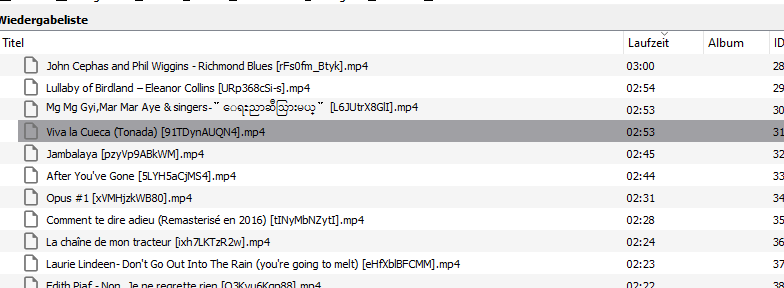 Wiedergabeliste
Titel Laufzeit Album ID
John Cephas and Phil Wiggins - Richmond Blues [rFs0fm_Btyk].mp4 03:00 28
Lullaby of Birdland – Eleanor Collins [URp368cSi-s].mp4 02:54 29
Mg Mg Gyi,Mar Mar Aye & singers-¨ ေရႊညာဆီသြားမယ္ ¨ [L6JUtrX8GlI].mp4 02:53 30
Viva la Cueca (Tonada) [91TDynAUQN4].mp4 02:53 31
Jambalaya [pzyVp9ABkWM].mp4 02:45 32
After You've Gone [5LYH5aCjMS4].mp4 02:44 33
Opus #1 [xVMHjzkWB80].mp4 02:31 34
Comment te dire adieu (Remasterisé en 2016) [tINyMbNZytI].mp4 02:28 35
La chaîne de mon tracteur [ixh7LKTzR2w].mp4 02:24 36
Laurie Lindeen- Don't Go Out Into The Rain (you're going to melt) [eHfXblBFCMM].mp4 02:23 37
Edith Piaf - Non, Je ne regrette rien [Q3Kvu6Kgp88].mp4 02:22 38